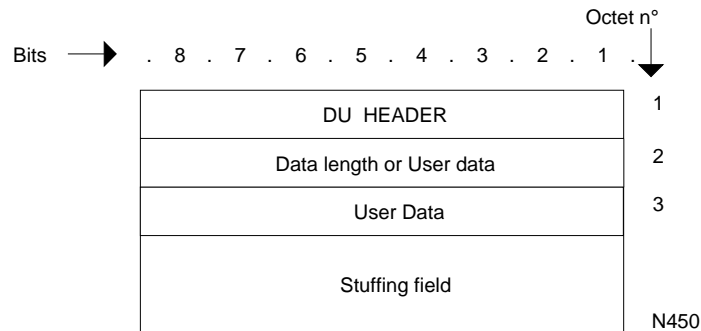 Octet n°
Bits . 8 . 7 . 6 . 5 . 4 . 3 . 2 . 1 .
DU HEADER 1
Data length or User data 2
User Data 3
Stuffing field
N450